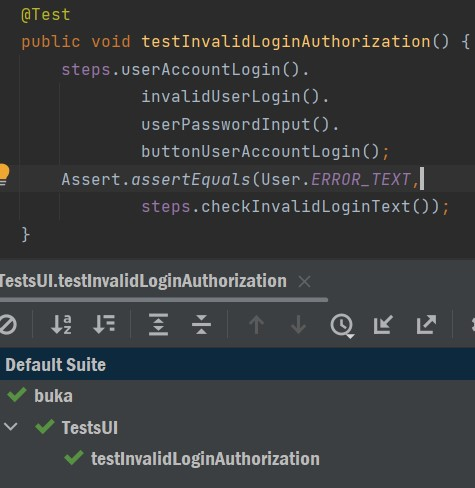 @Test
public void testInvalidLoginAuthorization() {
steps.userAccountLogin().
invalidUserLogin().
userPasswordInput().
buttonUserAccountLogin();
Assert.assertEquals(User.ERROR_TEXT,
steps.checkInvalidLoginText());
}
TestsUI.testInvalidLoginAuthorization
Default Suite
buka
TestsUI
testInvalidLoginAuthorization